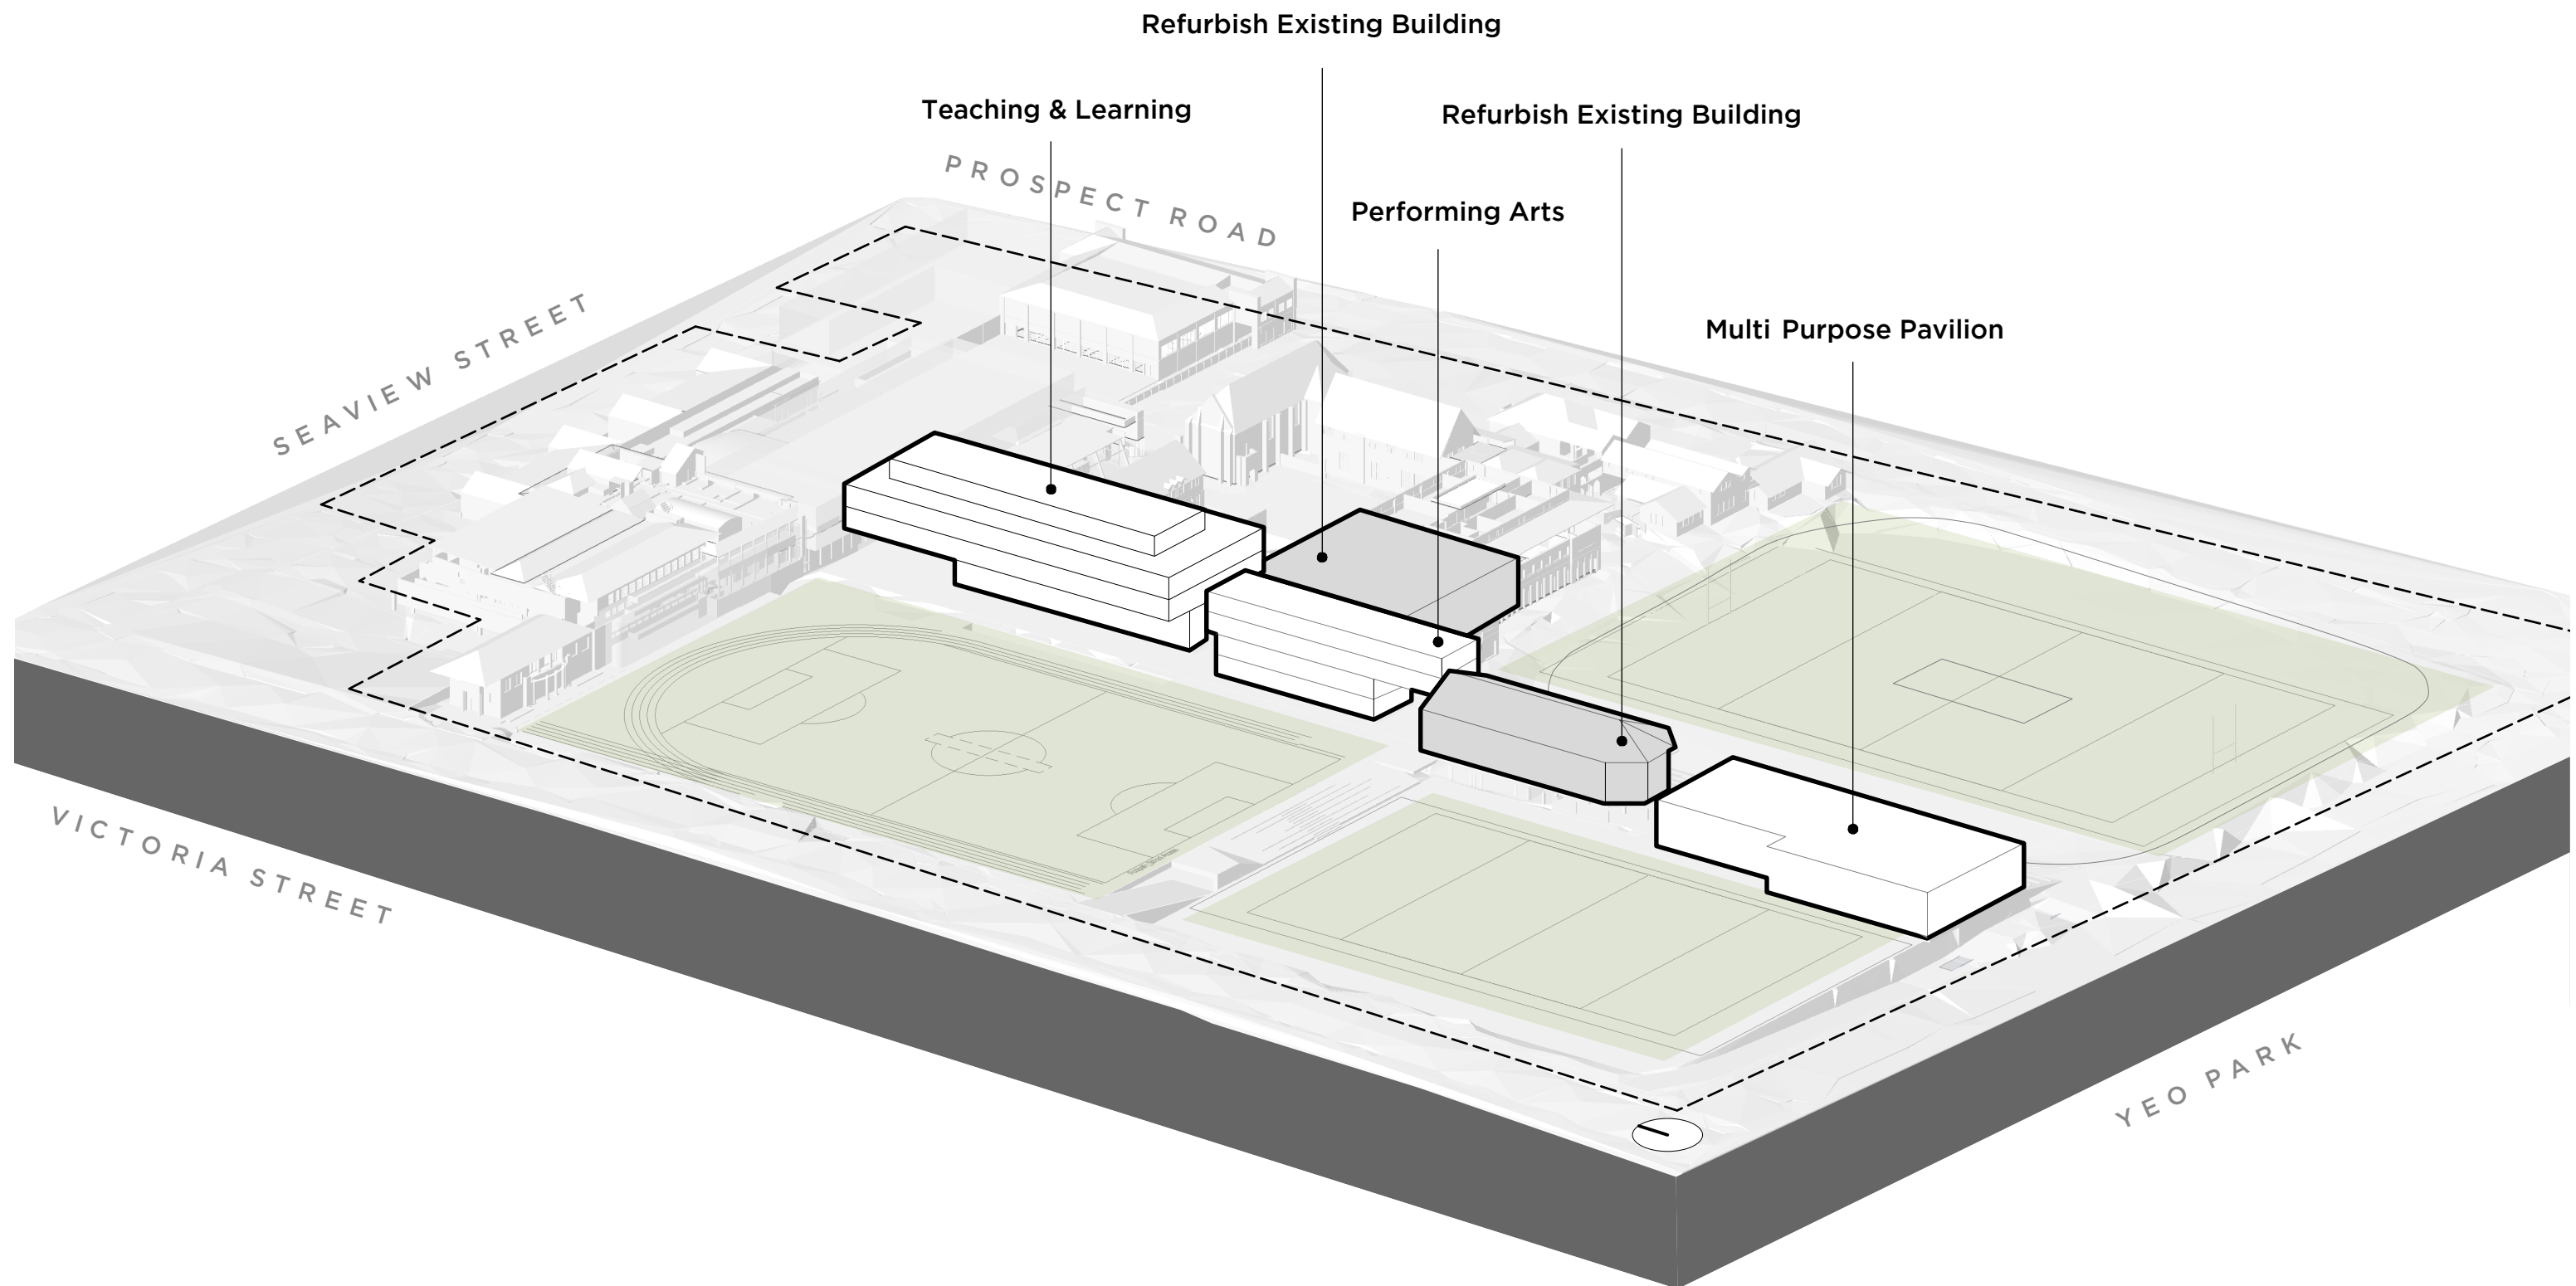 Refurbish Existing Building
Teaching & Learning
Refurbish Existing Building
PROSPECT ROAD
Performing Arts
SEAVIEW STREET
Multi Purpose Pavilion
VICTORIA STREET
YEO PARK